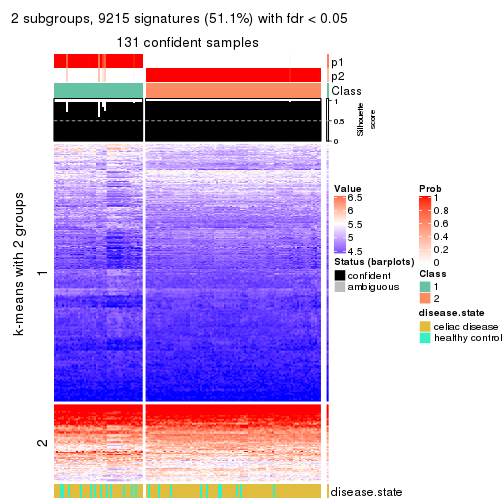 2 subgroups, 9215 signatures (51.1%) with fdr < 0.05
131 confident samples
p1
p2
Class
1
0.5
0
Silhouette
score
k-means with 2 groups
1
2
disease.state
Value
6.5
6
5.5
5
4.5
Status (barplots)
confident
ambiguous
Prob
1
0.8
0.6
0.4
0.2
0
Class
1
2
disease.state
celiac disease
healthy control